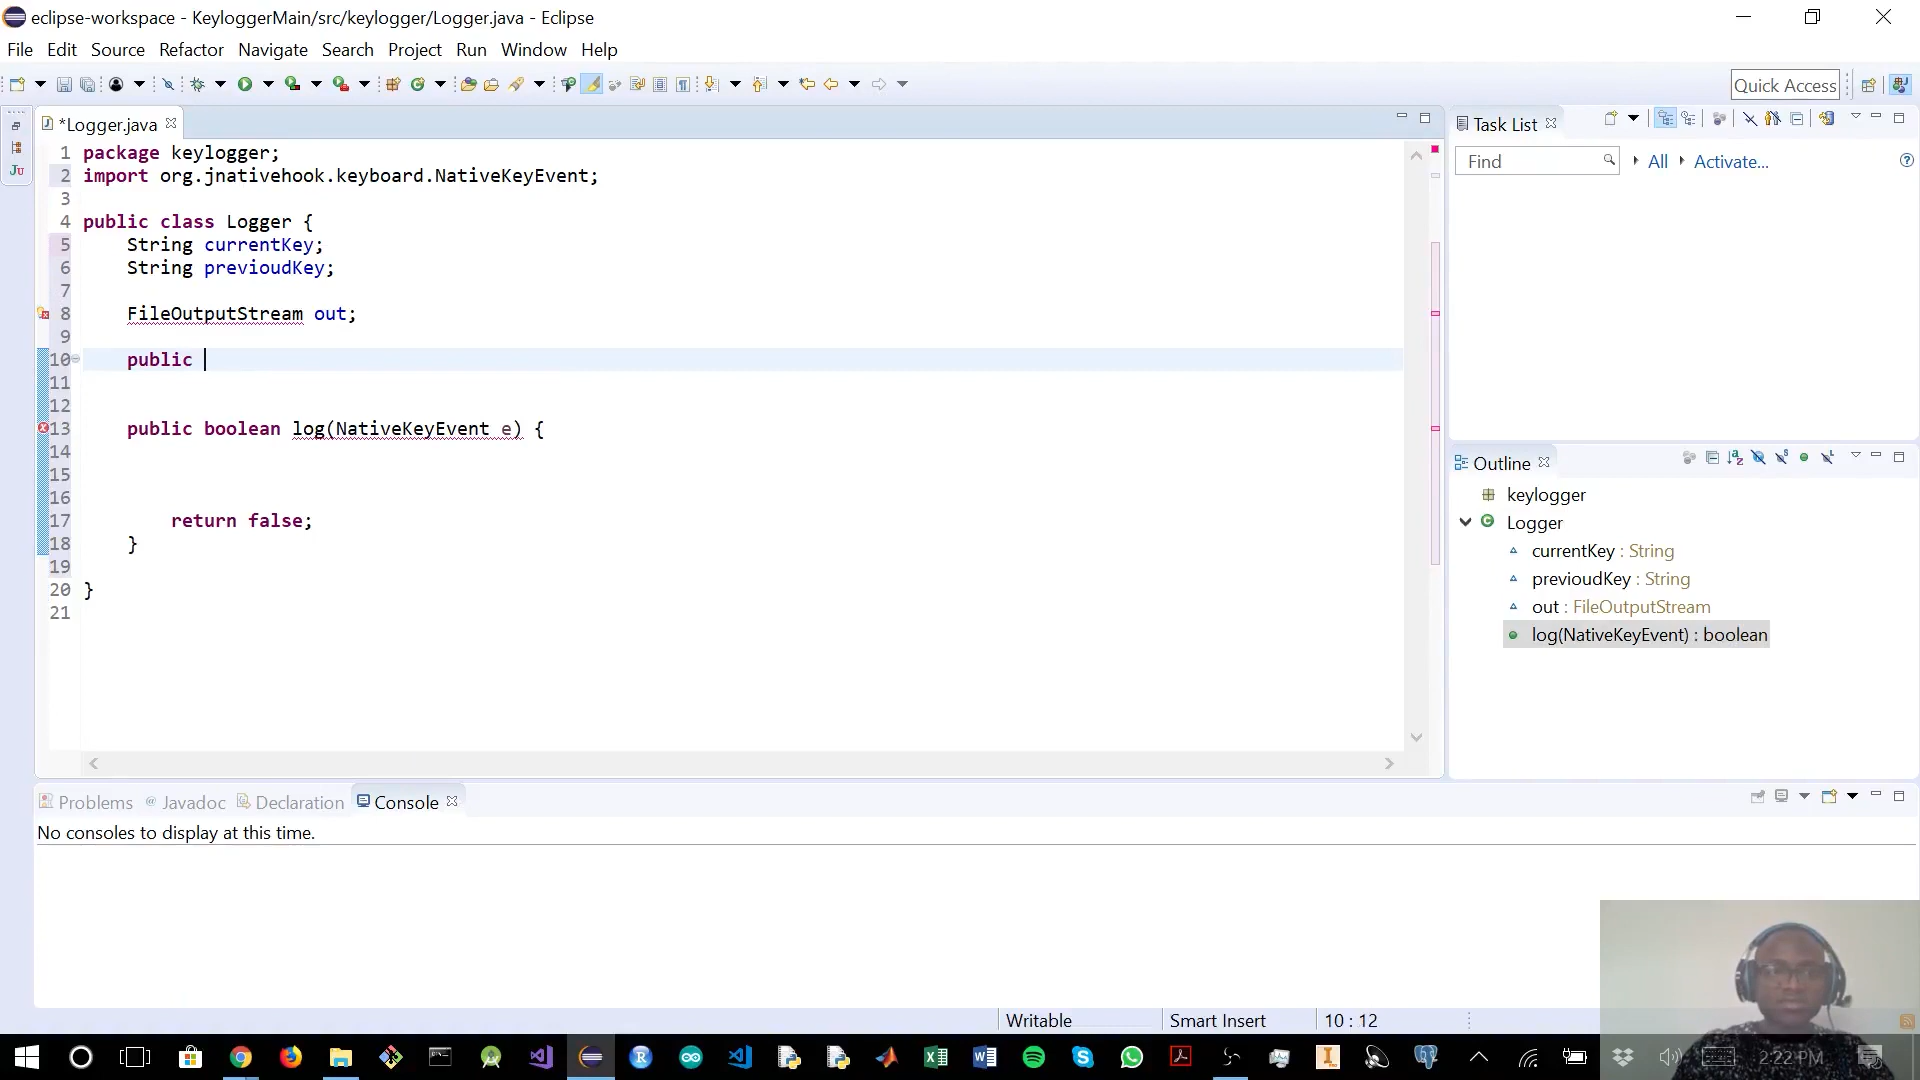 eclipse-workspace - KeyloggerMain/src/keylogger/Logger.java - Eclipse
File Edit Source Refactor Navigate Search Project Run Window Help
Quick Access
*Logger.java
1 package keylogger;
2 import org.jnativehook.keyboard.NativeKeyEvent;
3
4 public class Logger {
5 String currentKey;
6 String previoudKey;
7
8 FileOutputStream out;
9
10 public
11
12
13 public boolean log(NativeKeyEvent e) {
14
15
16
17 return false;
18 }
19
20 }
21
Task List
Find
All
Activate...
Outline
keylogger
Logger
currentKey : String
previoudKey : String
out : FileOutputStream
log(NativeKeyEvent) : boolean
Problems @ Javadoc Declaration Console
No consoles to display at this time.
Writable Smart Insert 10 : 12
2:22 PM